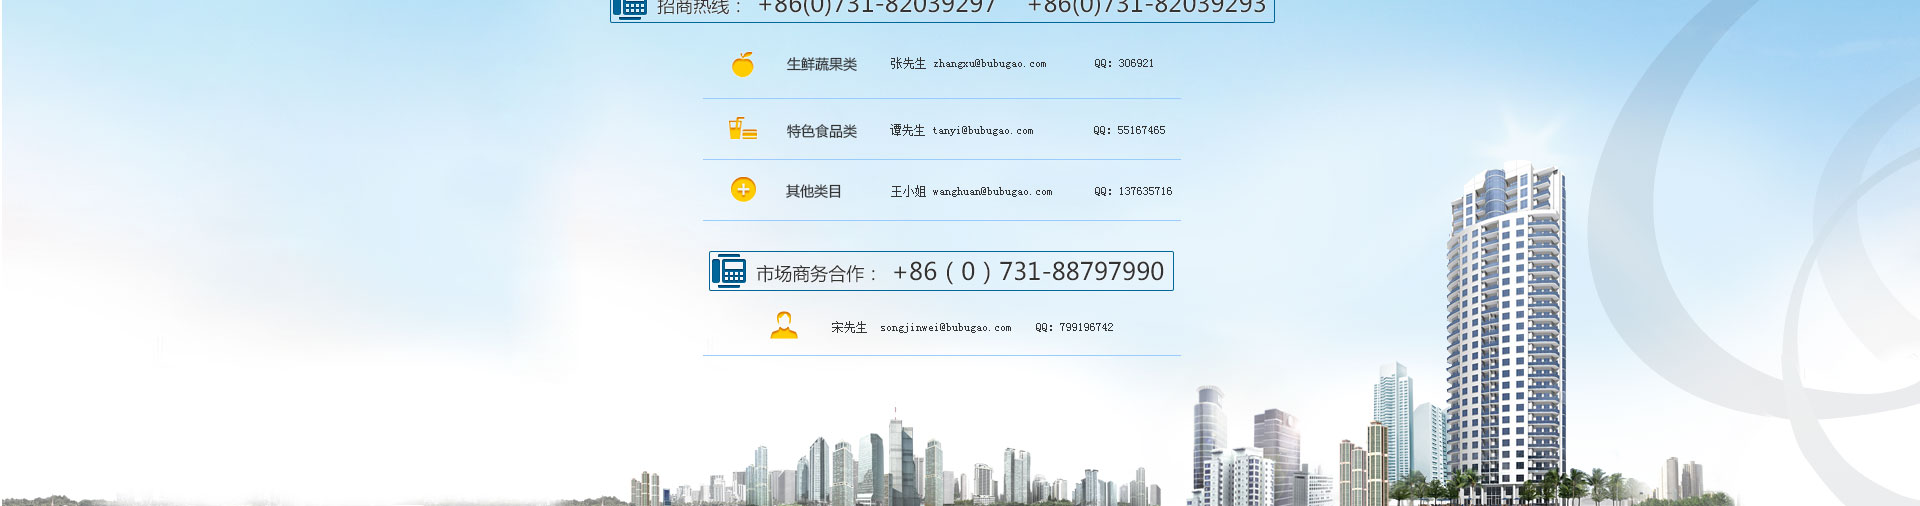 招商热线： +86(0)731-82039297 +86(0)731-82039293
生鲜蔬果类 张先生 zhangxu@bubugao.com QQ: 306921
特色食品类 谭先生 tanyi@bubugao.com QQ: 55167465
其他类目 王小姐 wanghuan@bubugao.com QQ: 137635716
市场商务合作： +86（0）731-88797990
宋先生 songjinwei@bubugao.com QQ: 799196742